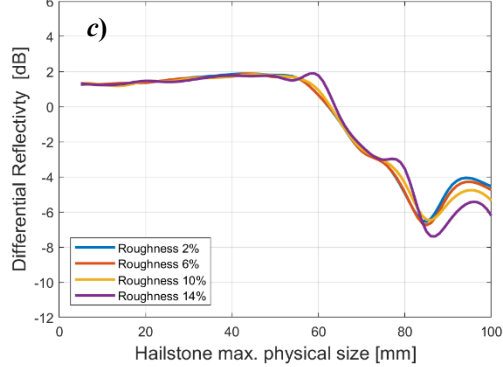 c)
6
4
2
0
-2
-4
-6
-8
-10
-12
Differential Reflectivty [dB]
Roughness 2%
Roughness 6%
Roughness 10%
Roughness 14%
0 20 40 60 80 100
Hailstone max. physical size [mm]